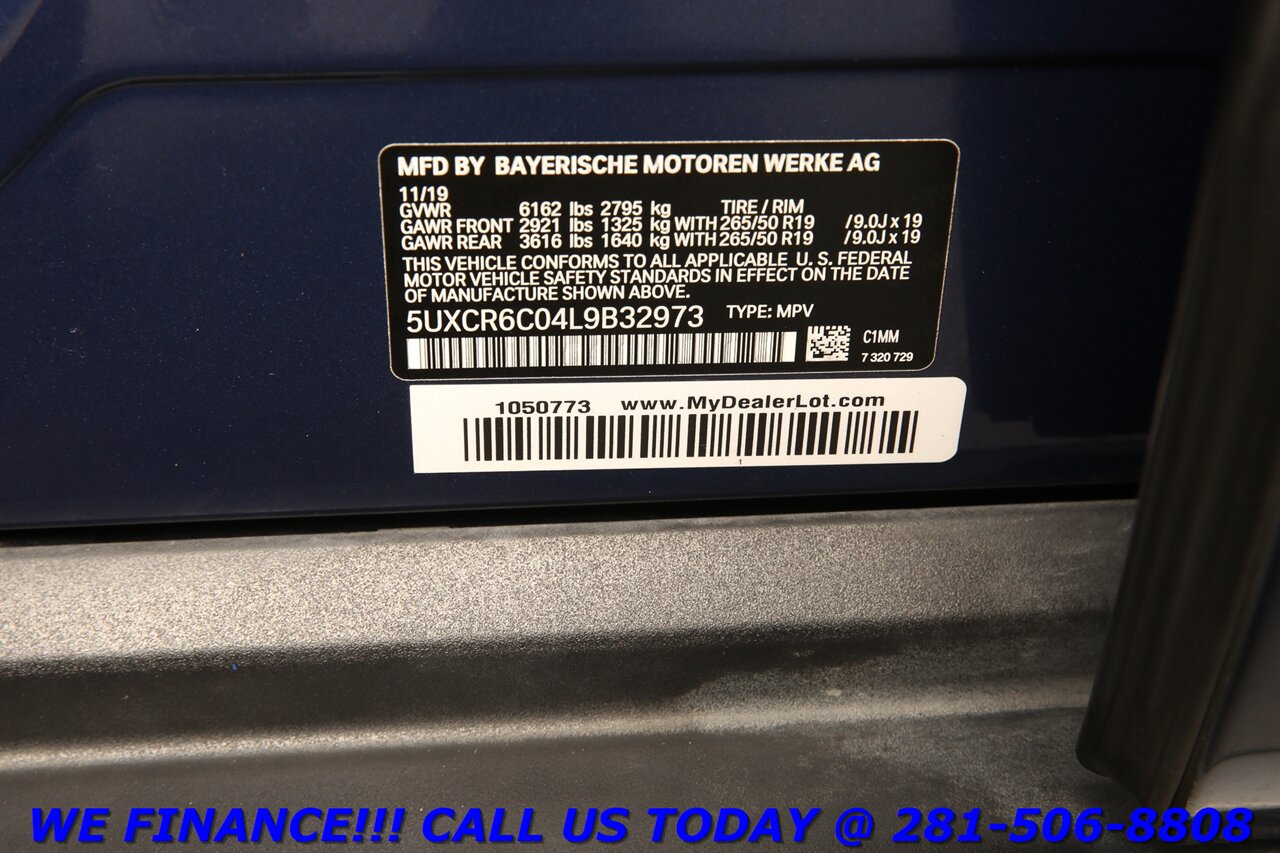 MFD BY BAYERISCHE MOTOREN WERKE AG
11/19
GVWR 6162 lbs 2795 kg TIRE / RIM
GAWR FRONT 2921 lbs 1325 kg WITH 265/50 R19 /9.0J x 19
GAWR REAR 3616 lbs 1640 kg WITH 265/50 R19 /9.0J x 19
THIS VEHICLE CONFORMS TO ALL APPLICABLE U. S. FEDERAL
MOTOR VEHICLE SAFETY STANDARDS IN EFFECT ON THE DATE
OF MANUFACTURE SHOWN ABOVE.
5UXCR6C04L9B32973 TYPE: MPV
C1MM
7 320 729
1050773 www.MyDealerLot.com
WE FINANCE!!! CALL US TODAY @ 281-506-8808